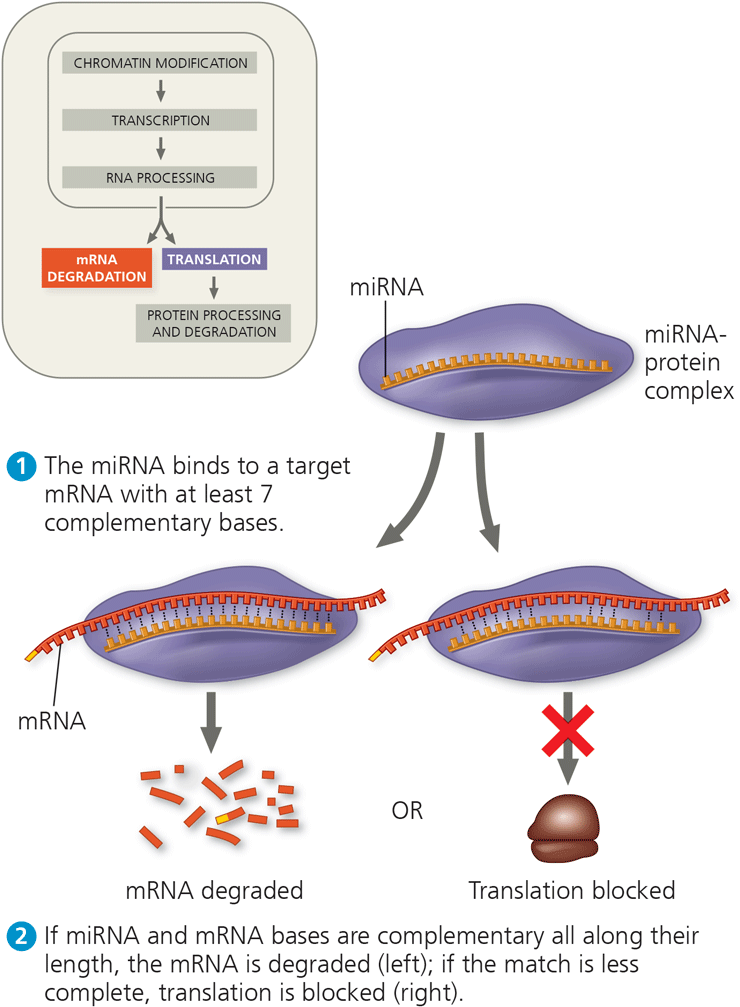 CHROMATIN MODIFICATION
TRANSCRIPTION
RNA PROCESSING
mRNA
DEGRADATION
TRANSLATION
PROTEIN PROCESSING
AND DEGRADATION
miRNA
miRNA-
protein
complex
1 The miRNA binds to a target
mRNA with at least 7
complementary bases.
mRNA
OR
mRNA degraded
Translation blocked
2 If miRNA and mRNA bases are complementary all along their
length, the mRNA is degraded (left); if the match is less
complete, translation is blocked (right).